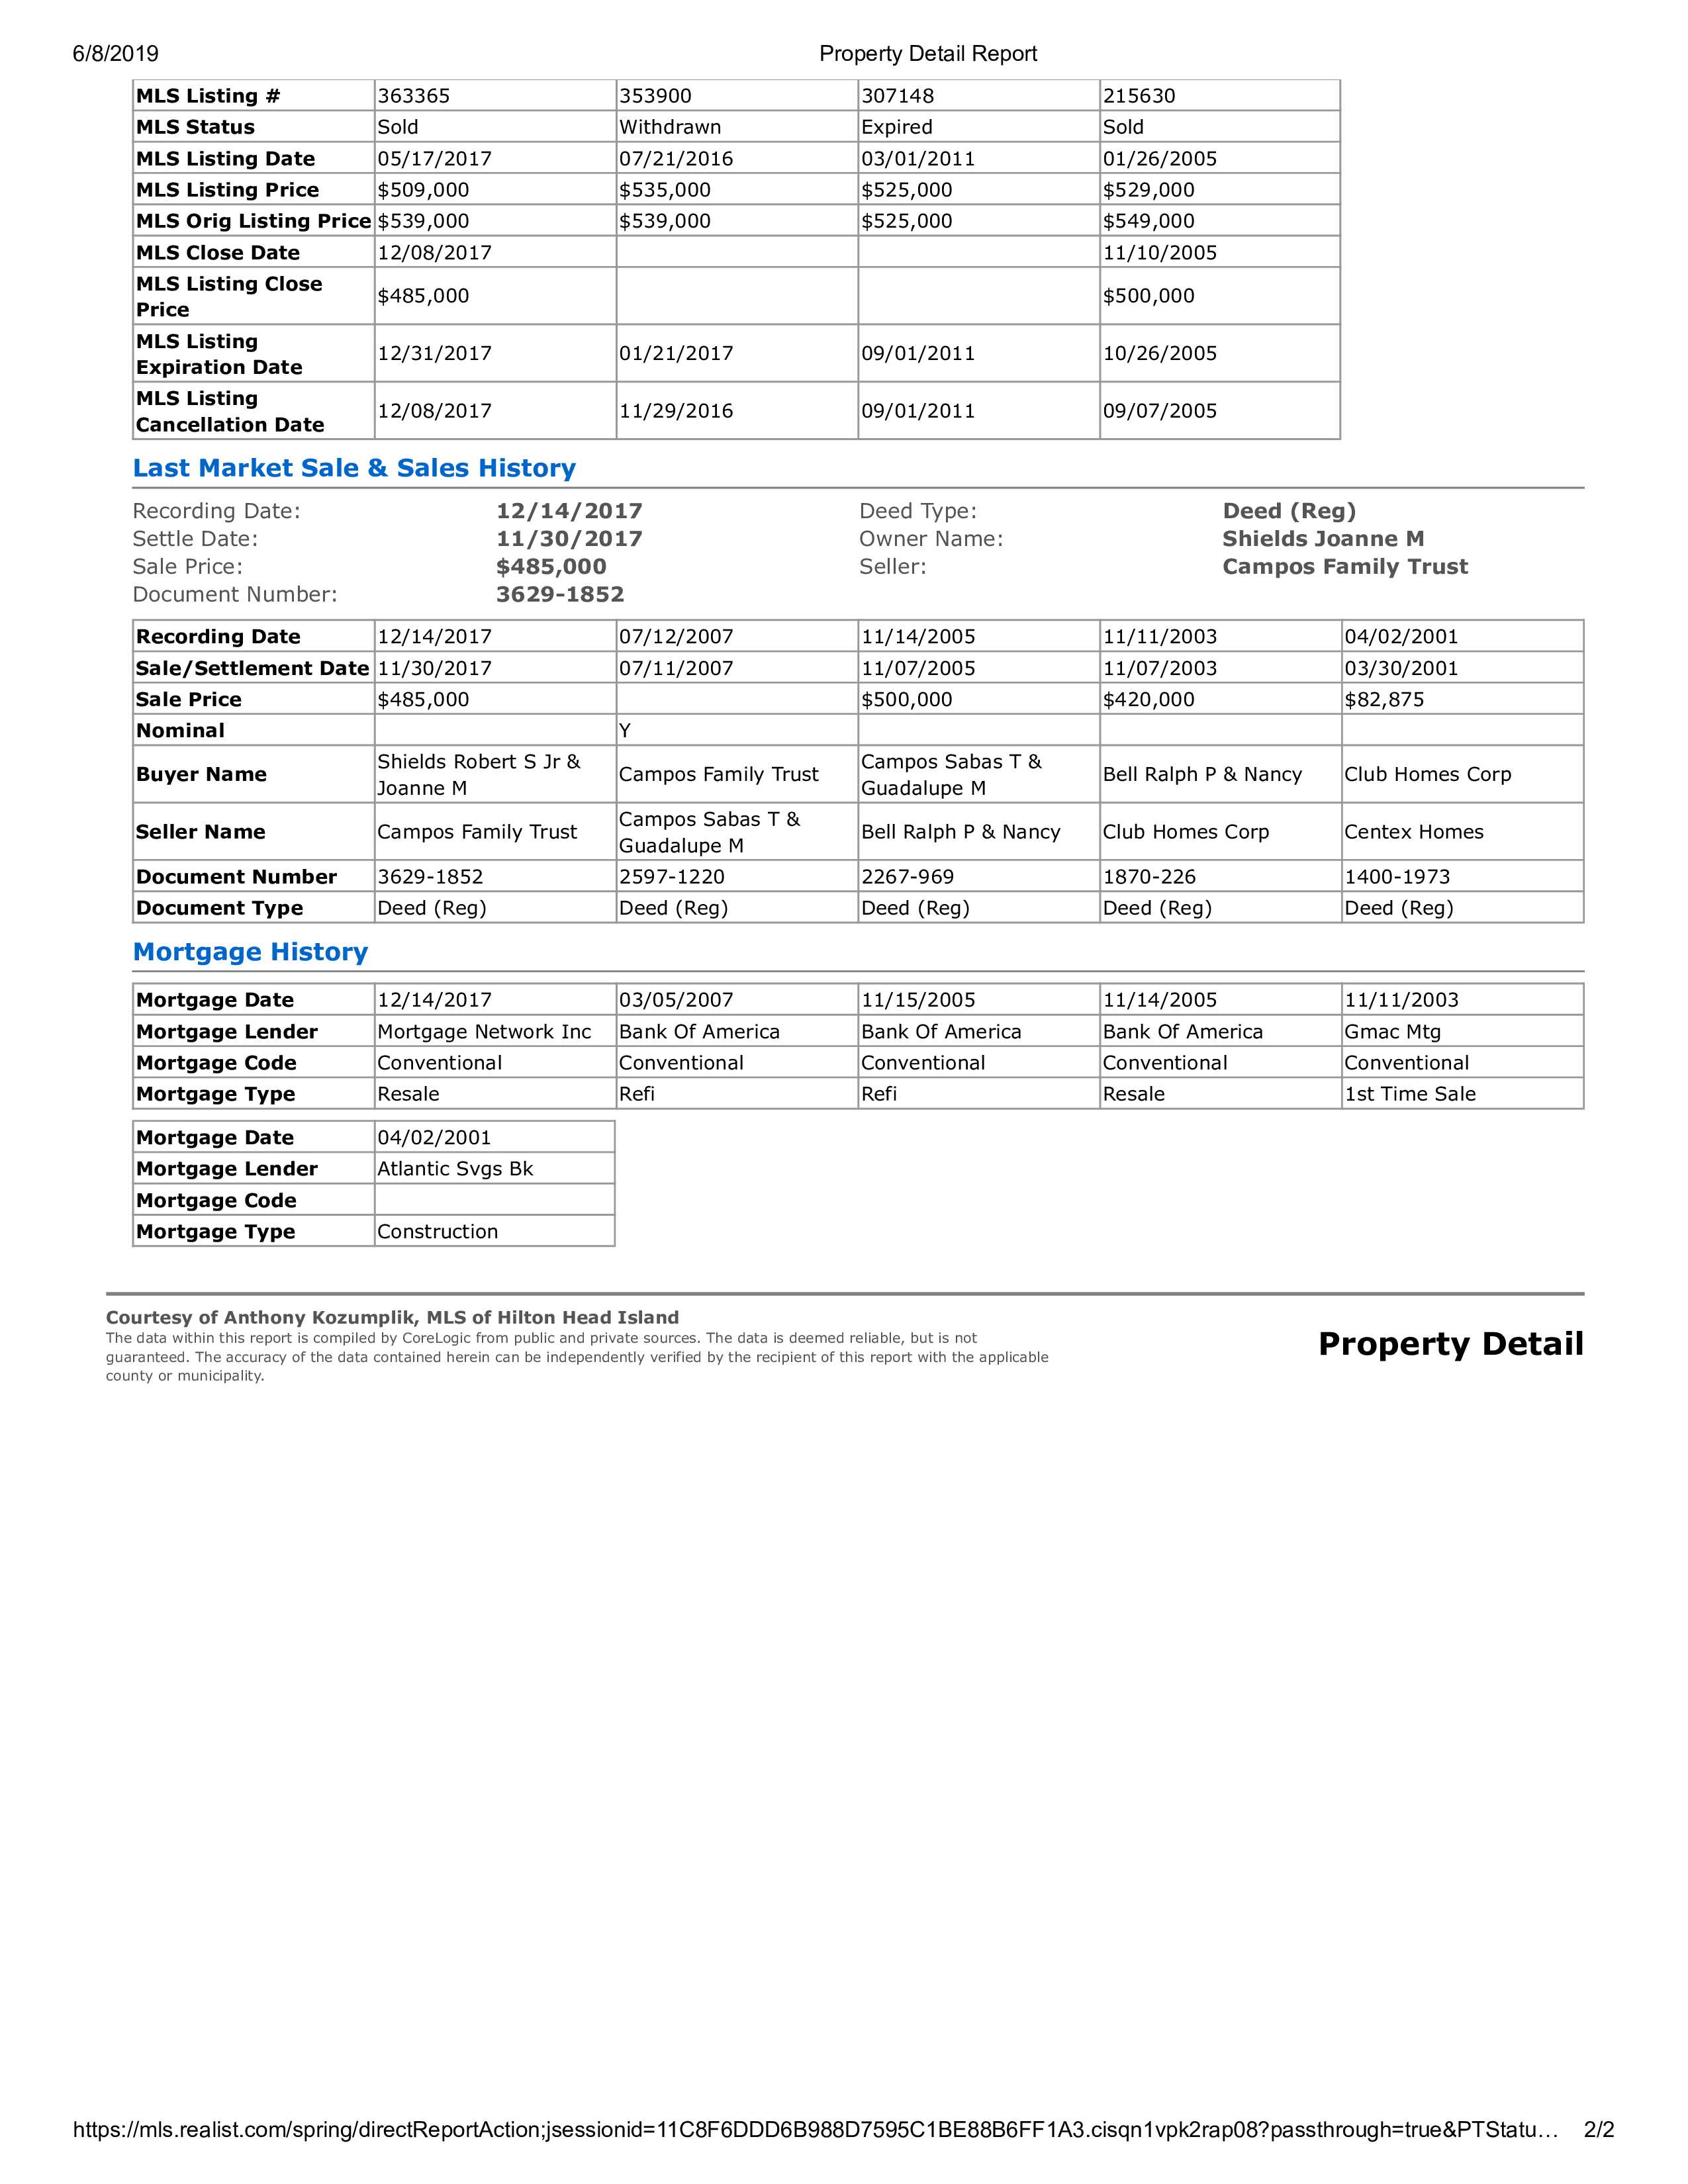 6/8/2019 Property Detail Report
MLS Listing # 363365 353900 307148 215630
MLS Status Sold Withdrawn Expired Sold
MLS Listing Date 05/17/2017 07/21/2016 03/01/2011 01/26/2005
MLS Listing Price $509,000 $535,000 $525,000 $529,000
MLS Orig Listing Price $539,000 $539,000 $525,000 $549,000
MLS Close Date 12/08/2017 11/10/2005
MLS Listing Close
Price $485,000 $500,000
MLS Listing
Expiration Date 12/31/2017 01/21/2017 09/01/2011 10/26/2005
MLS Listing
Cancellation Date 12/08/2017 11/29/2016 09/01/2011 09/07/2005
Last Market Sale & Sales History
Recording Date: 12/14/2017 Deed Type: Deed (Reg)
Settle Date: 11/30/2017 Owner Name: Shields Joanne M
Sale Price: $485,000 Seller: Campos Family Trust
Document Number: 3629-1852
Recording Date 12/14/2017 07/12/2007 11/14/2005 11/11/2003 04/02/2001
Sale/Settlement Date 11/30/2017 07/11/2007 11/07/2005 11/07/2003 03/30/2001
Sale Price $485,000 $500,000 $420,000 $82,875
Nominal Y
Buyer Name Shields Robert S Jr &
Joanne M Campos Family Trust Campos Sabas T &
Guadalupe M Bell Ralph P & Nancy Club Homes Corp
Seller Name Campos Family Trust Campos Sabas T &
Guadalupe M Bell Ralph P & Nancy Club Homes Corp Centex Homes
Document Number 3629-1852 2597-1220 2267-969 1870-226 1400-1973
Document Type Deed (Reg) Deed (Reg) Deed (Reg) Deed (Reg) Deed (Reg)
Mortgage History
Mortgage Date 12/14/2017 03/05/2007 11/15/2005 11/14/2005 11/11/2003
Mortgage Lender Mortgage Network Inc Bank Of America Bank Of America Bank Of America Gmac Mtg
Mortgage Code Conventional Conventional Conventional Conventional Conventional
Mortgage Type Resale Refi Refi Resale 1st Time Sale
Mortgage Date 04/02/2001
Mortgage Lender Atlantic Svgs Bk
Mortgage Code
Mortgage Type Construction
Courtesy of Anthony Kozumplik, MLS of Hilton Head Island
The data within this report is compiled by CoreLogic from public and private sources. The data is deemed reliable, but is not
guaranteed. The accuracy of the data contained herein can be independently verified by the recipient of this report with the applicable
county or municipality.
Property Detail
https://mls.realist.com/spring/directReportAction;jsessionid=11C8F6DDD6B988D7595C1BE88B6FF1A3.cisqn1vpk2rap08?passthrough=true&PTStatu… 2/2